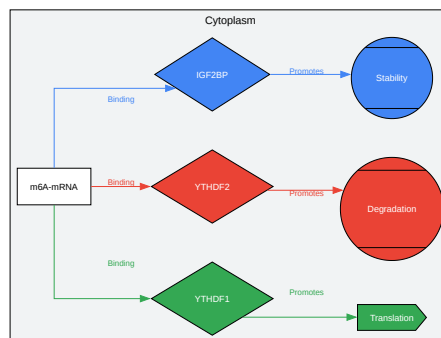 Cytoplasm
IGF2BP
Promotes
Stability
Binding
m6A-mRNA
Binding
YTHDF2
Promotes
Degradation
Binding
YTHDF1
Promotes
Translation